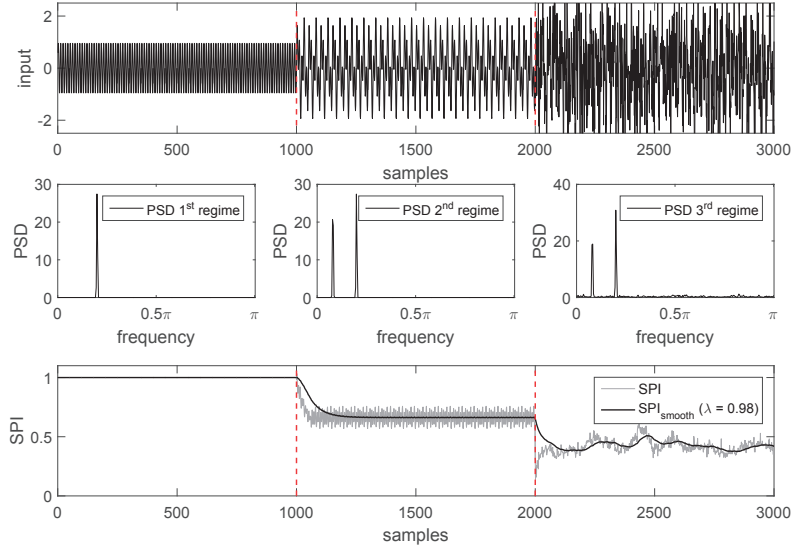 2
0
-2
input
0
500
1000
1500
2000
2500
3000
samples
30
20
10
0
PSD
PSD 1st regime
0
0.5π
π
frequency
30
20
10
0
PSD
PSD 2nd regime
0
0.5π
π
frequency
40
20
0
PSD
PSD 3rd regime
0
0.5π
π
frequency
1
0.5
0
SPI
SPI
SPIsmooth (λ = 0.98)
0
500
1000
1500
2000
2500
3000
samples